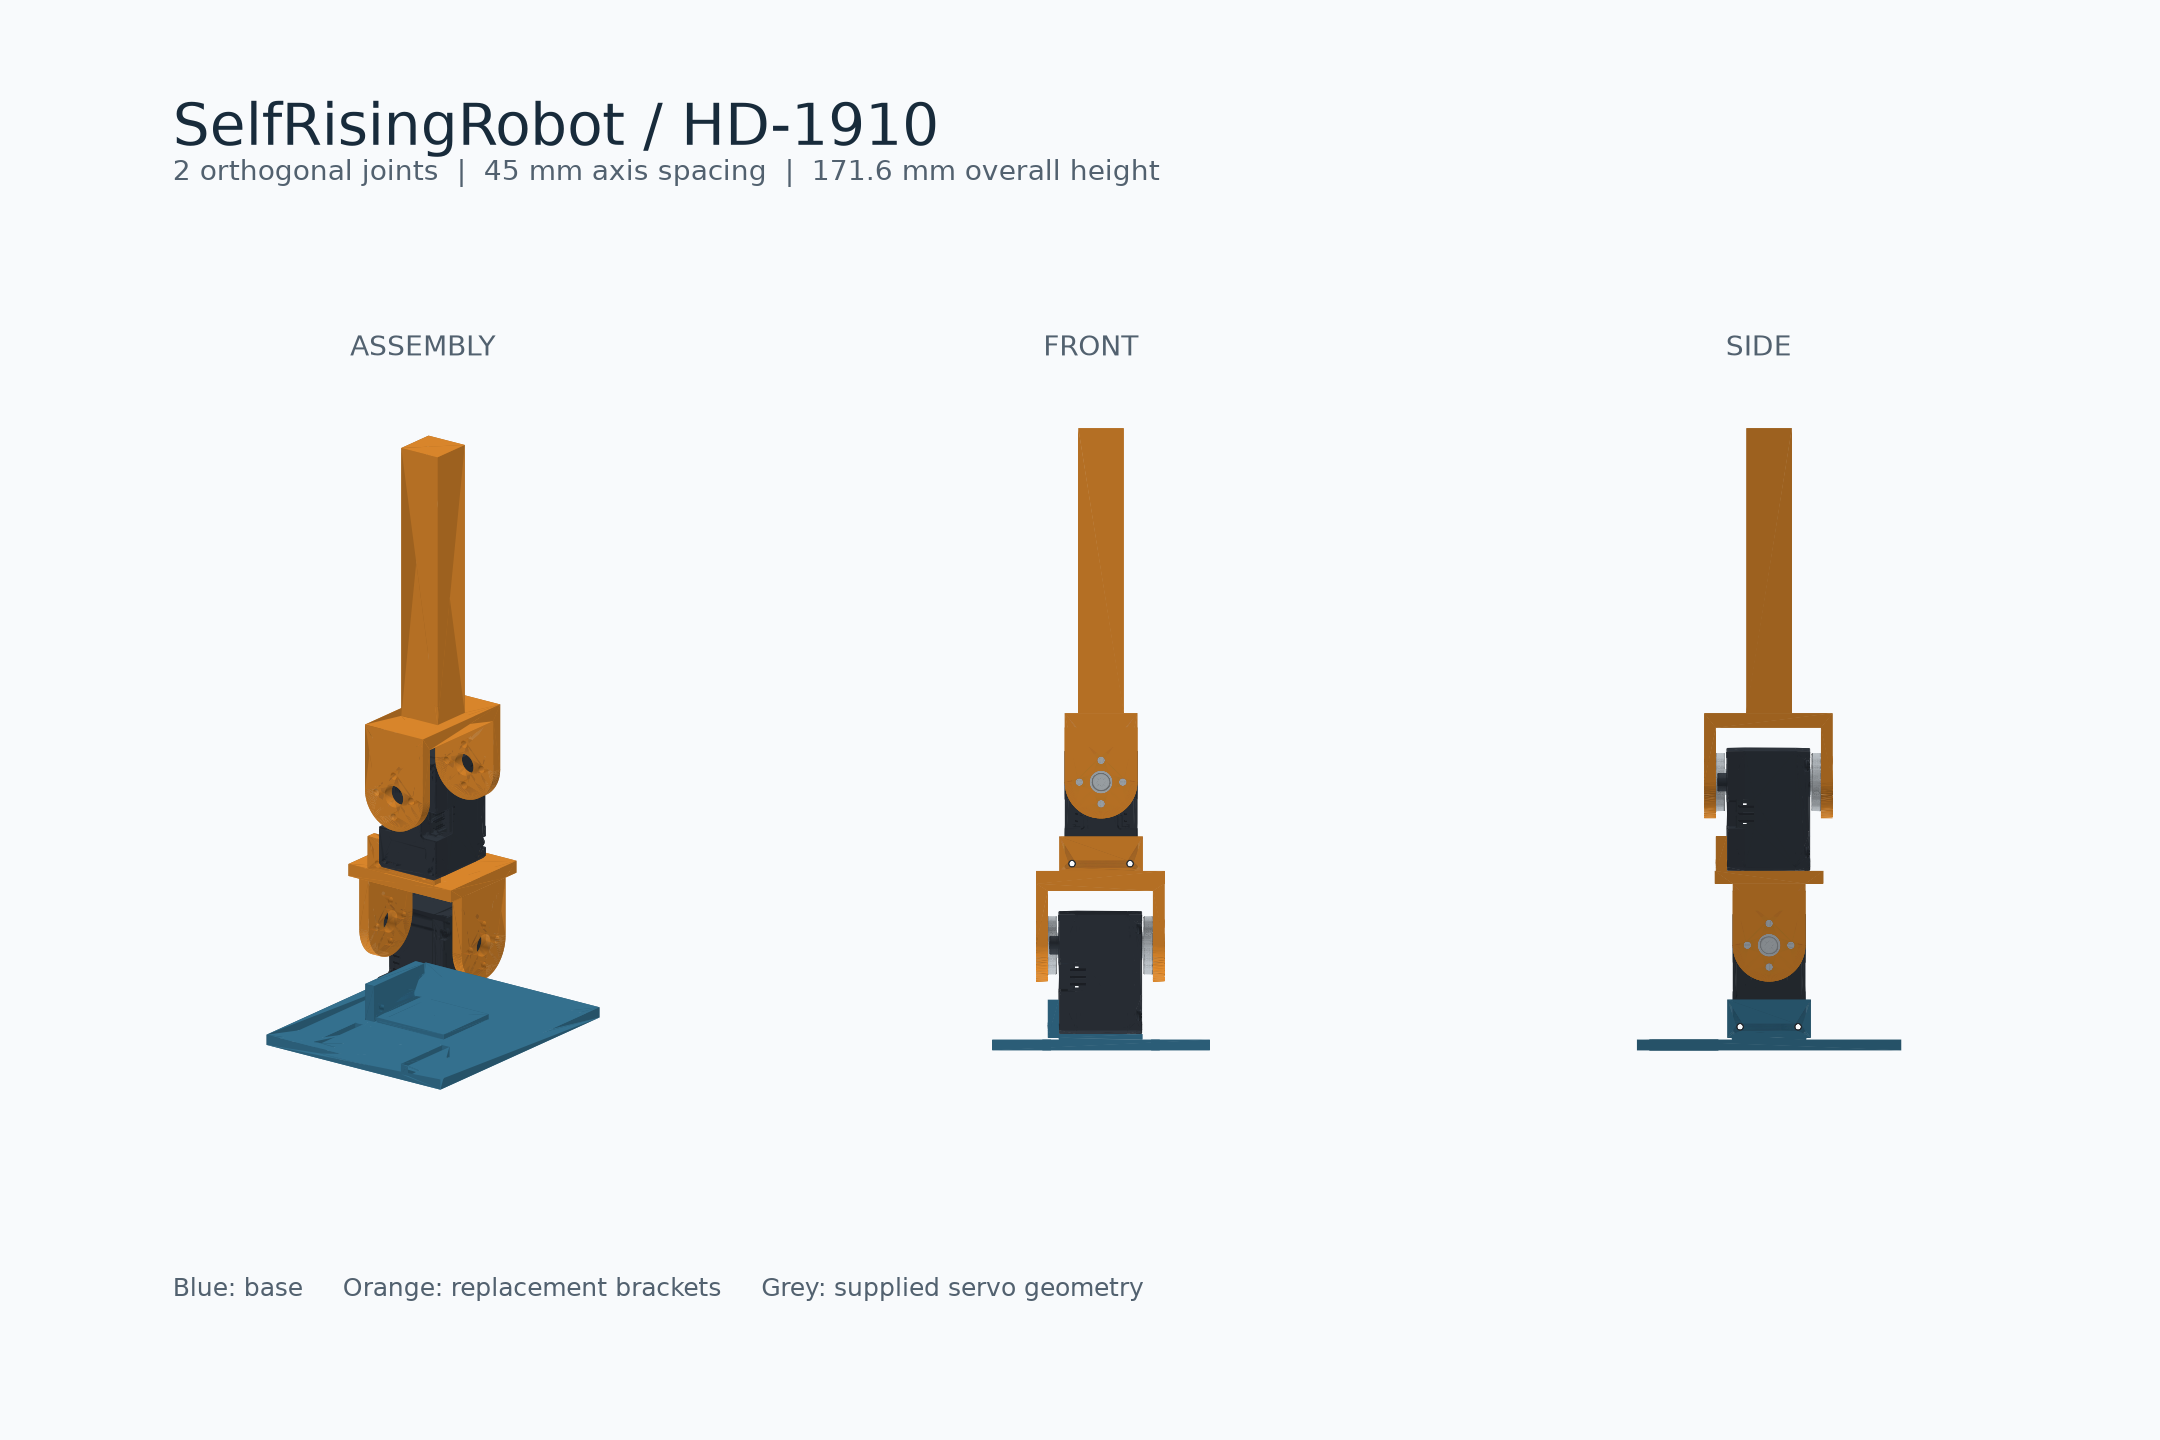 SelfRisingRobot / HD-1910
2 orthogonal joints | 45 mm axis spacing | 171.6 mm overall height
ASSEMBLY
FRONT
SIDE
Blue: base Orange: replacement brackets Grey: supplied servo geometry